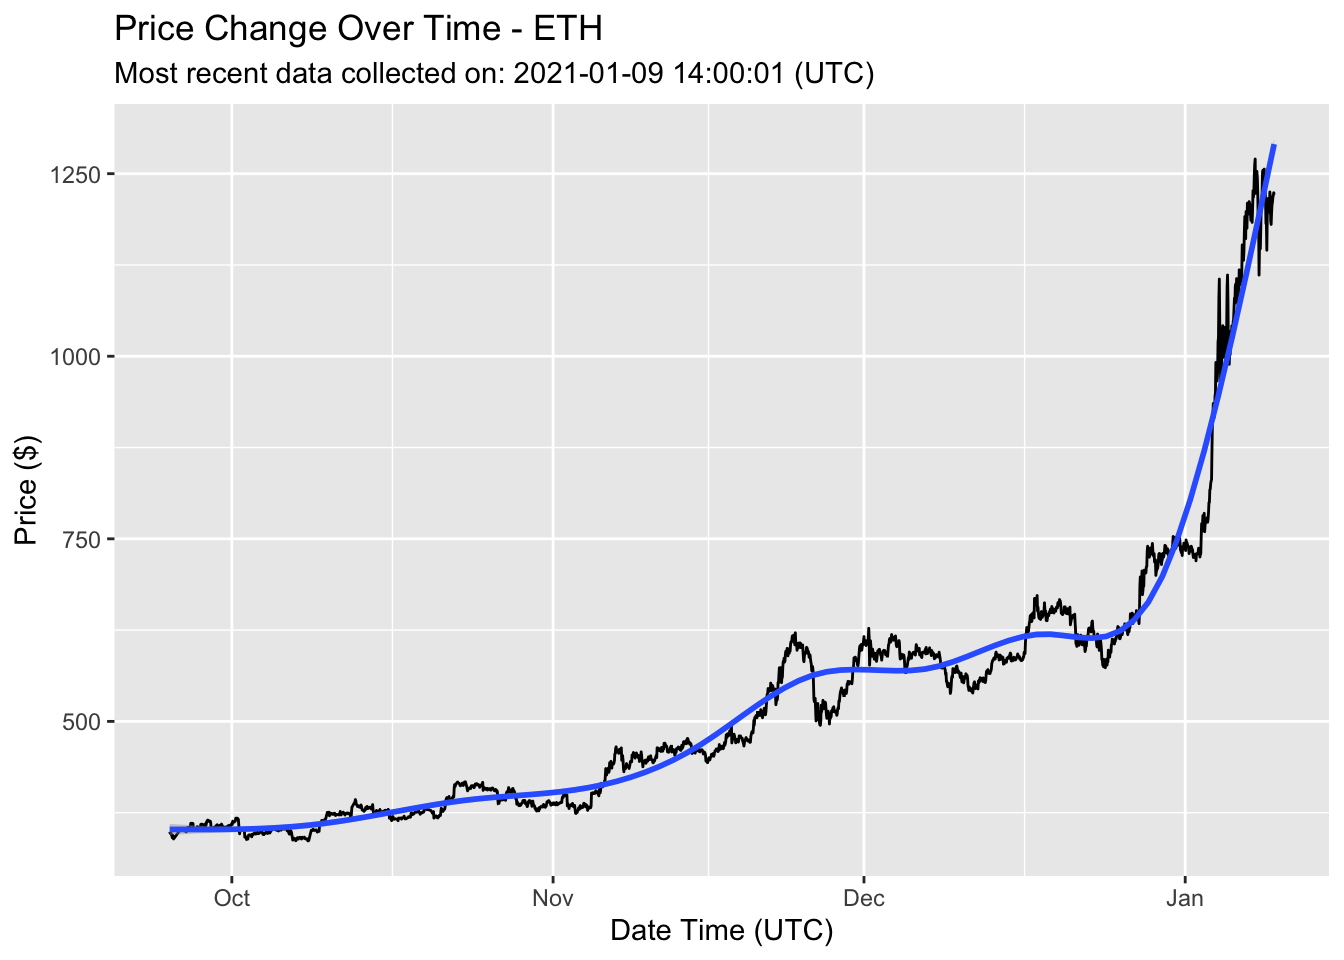 Price Change Over Time - ETH
Most recent data collected on: 2021-01-09 14:00:01 (UTC)
Price ($)
1250
1000
750
500
Oct Nov Dec Jan
Date Time (UTC)